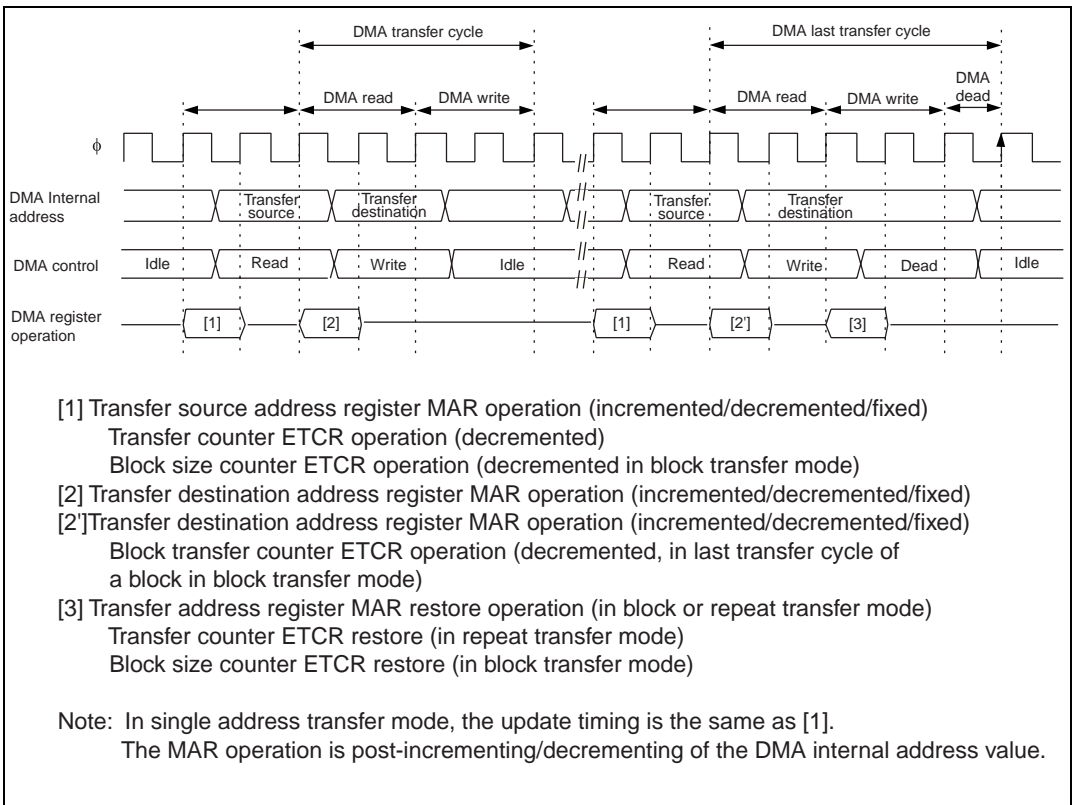 DMA transfer cycle
DMA last transfer cycle
DMA read
DMA write
DMA read
DMA write
DMA
dead
ϕ
DMA Internal
address
Transfer
source
Transfer
destination
Transfer
source
Transfer
destination
DMA control
Idle
Read
Write
Idle
Read
Write
Dead
Idle
DMA register
operation
[1]
[2]
[1]
[2']
[3]
[1] Transfer source address register MAR operation (incremented/decremented/fixed)
Transfer counter ETCR operation (decremented)
Block size counter ETCR operation (decremented in block transfer mode)
[2] Transfer destination address register MAR operation (incremented/decremented/fixed)
[2']Transfer destination address register MAR operation (incremented/decremented/fixed)
Block transfer counter ETCR operation (decremented, in last transfer cycle of
a block in block transfer mode)
[3] Transfer address register MAR restore operation (in block or repeat transfer mode)
Transfer counter ETCR restore (in repeat transfer mode)
Block size counter ETCR restore (in block transfer mode)
Note: In single address transfer mode, the update timing is the same as [1].
The MAR operation is post-incrementing/decrementing of the DMA internal address value.